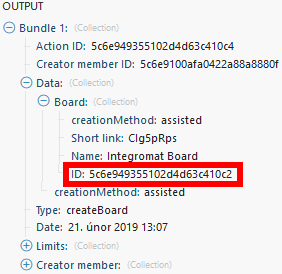 OUTPUT
Bundle 1: (Collection)
Action ID: 5c6e949355102d4d63c410c4
Creator member ID: 5c6e9100afa0422a88a8880f
Data: (Collection)
Board: (Collection)
creationMethod: assisted
Short link: Clg5pRps
Name: Integromat Board
ID: 5c6e949355102d4d63c410c2
creationMethod: assisted
Type: createBoard
Date: 21. únor 2019 13:07
Limits: (Collection)
Creator member: (Collection)